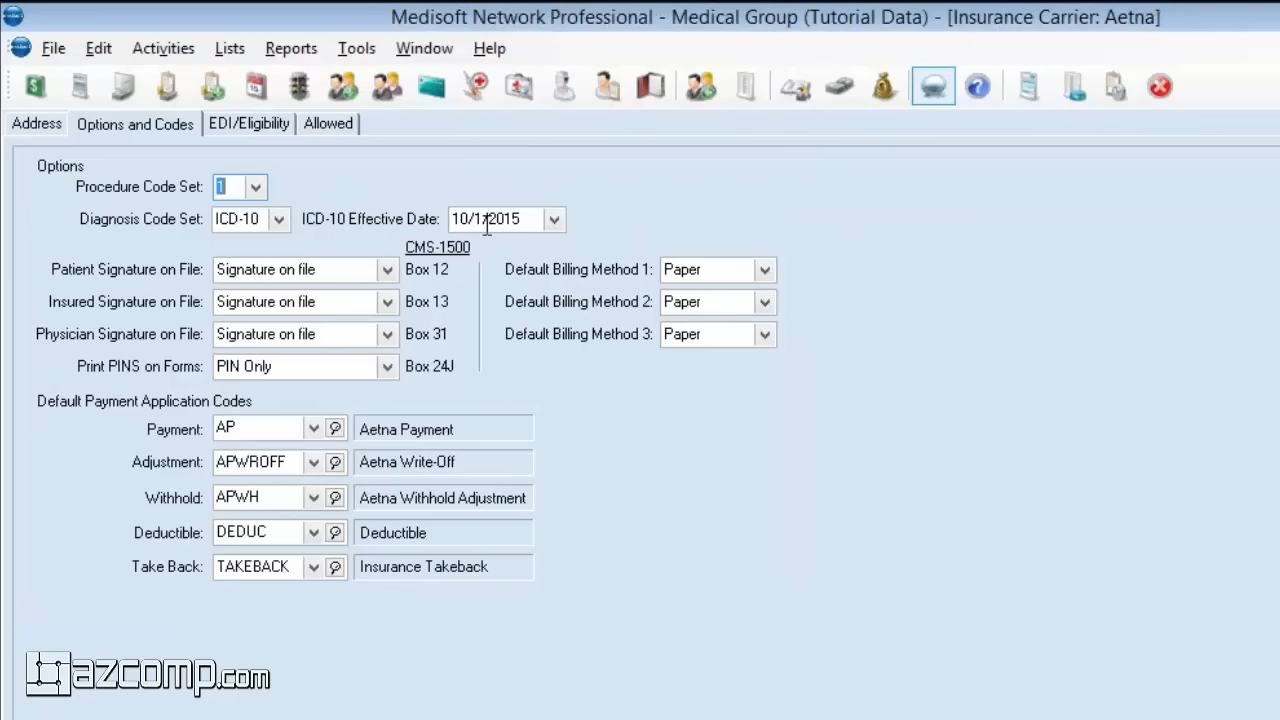 Medisoft Network Professional - Medical Group (Tutorial Data) - [Insurance Carrier: Aetna]
File Edit Activities Lists Reports Tools Window Help
Address Options and Codes EDI/Eligibility Allowed
Options
Procedure Code Set: 1
Diagnosis Code Set: ICD-10 ICD-10 Effective Date: 10/1/2015
CMS-1500
Patient Signature on File: Signature on file Box 12 Default Billing Method 1: Paper
Insured Signature on File: Signature on file Box 13 Default Billing Method 2: Paper
Physician Signature on File: Signature on file Box 31 Default Billing Method 3: Paper
Print PINS on Forms: PIN Only Box 24J
Default Payment Application Codes
Payment: AP Aetna Payment
Adjustment: APWROFF Aetna Write-Off
Withhold: APWH Aetna Withhold Adjustment
Deductible: DEDUC Deductible
Take Back: TAKEBACK Insurance Takeback
azcomp.com